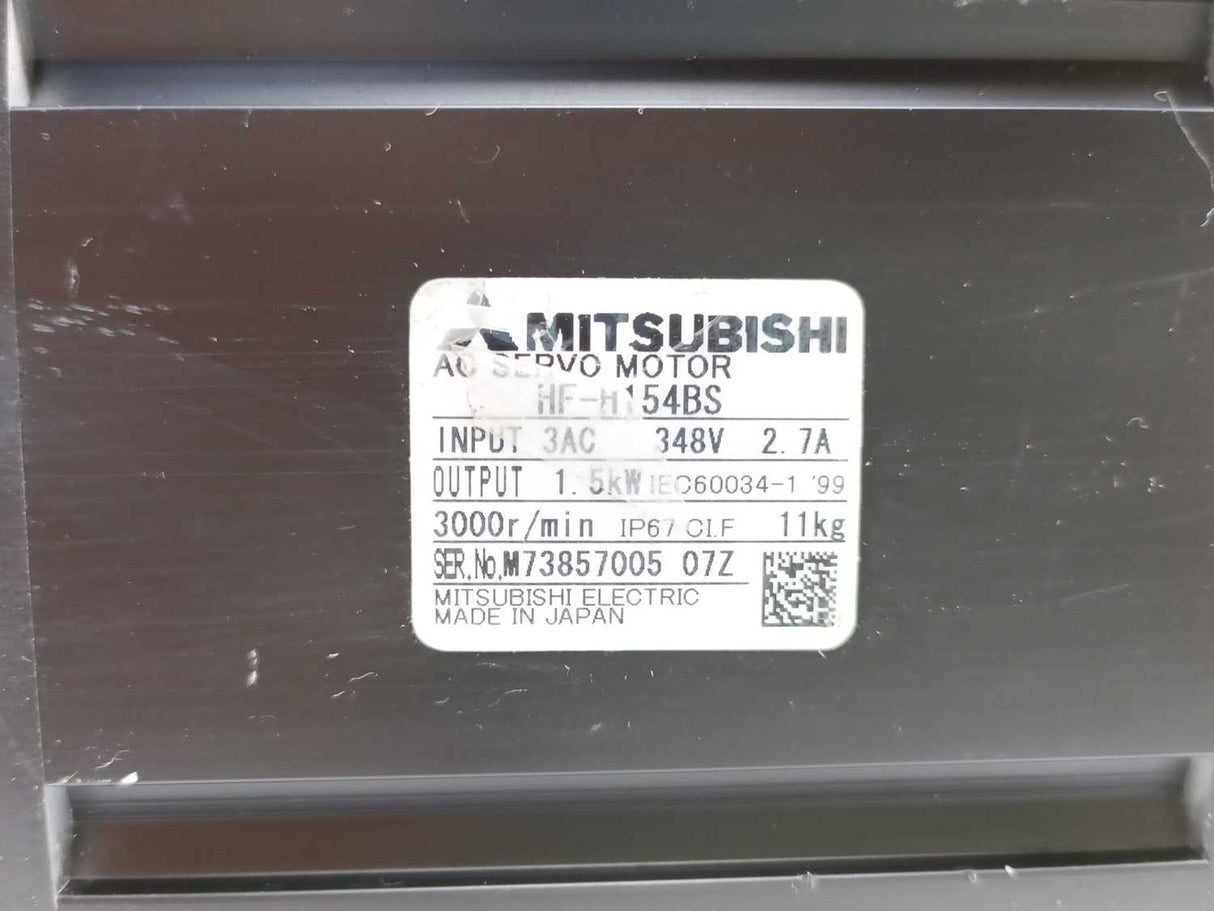 MITSUBISHI
AC SERVO MOTOR
HF-H154BS
INPUT 3AC 348V 2.7A
OUTPUT 1.5kW IEC60034-1 '99
3000r/min IP67 CI.F 11kg
SER.No.M73857005 07Z
MITSUBISHI ELECTRIC
MADE IN JAPAN